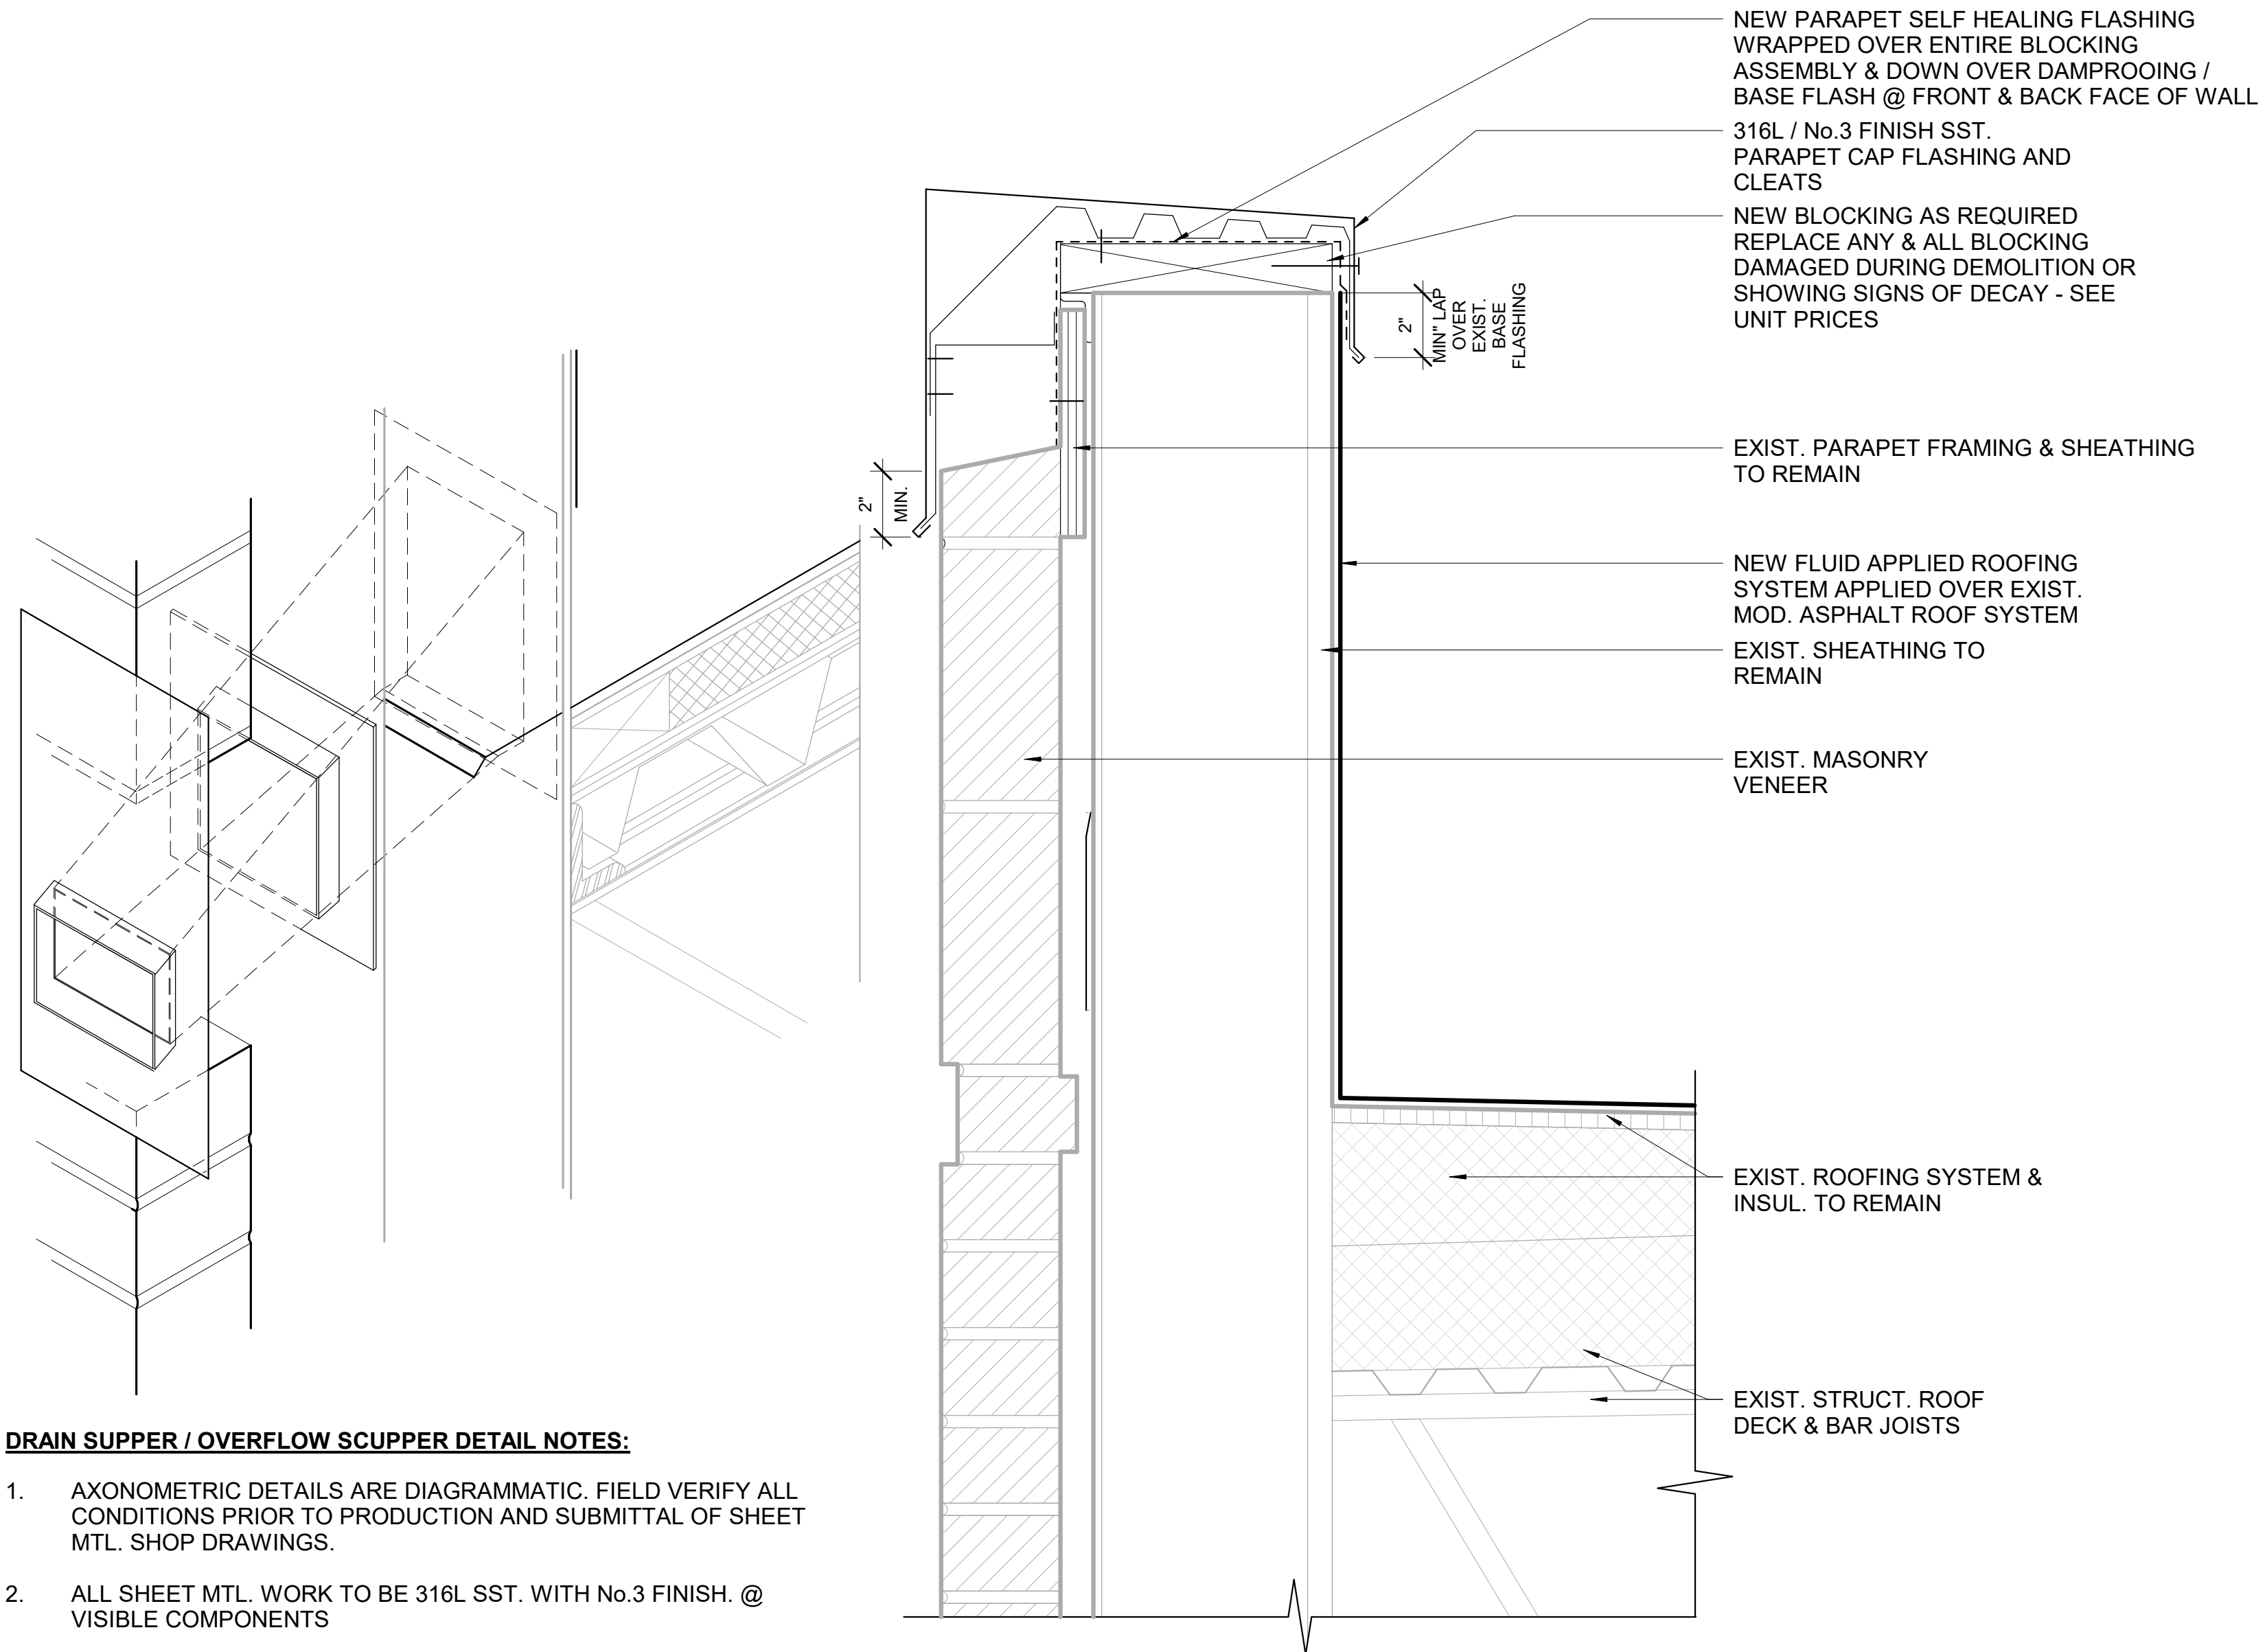 NEW PARAPET SELF HEALING FLASHING
WRAPPED OVER ENTIRE BLOCKING
ASSEMBLY & DOWN OVER DAMPROOING /
BASE FLASH @ FRONT & BACK FACE OF WALL
316L / No.3 FINISH SST.
PARAPET CAP FLASHING AND
CLEATS
NEW BLOCKING AS REQUIRED
REPLACE ANY & ALL BLOCKING
DAMAGED DURING DEMOLITION OR
SHOWING SIGNS OF DECAY - SEE
UNIT PRICES
2"
MIN" LAP
OVER
EXIST.
BASE
FLASHING
EXIST. PARAPET FRAMING & SHEATHING
TO REMAIN
2"
MIN.
NEW FLUID APPLIED ROOFING
SYSTEM APPLIED OVER EXIST.
MOD. ASPHALT ROOF SYSTEM
EXIST. SHEATHING TO
REMAIN
EXIST. MASONRY
VENEER
EXIST. ROOFING SYSTEM &
INSUL. TO REMAIN
EXIST. STRUCT. ROOF
DECK & BAR JOISTS
DRAIN SUPPER / OVERFLOW SCUPPER DETAIL NOTES:
1. AXONOMETRIC DETAILS ARE DIAGRAMMATIC. FIELD VERIFY ALL
CONDITIONS PRIOR TO PRODUCTION AND SUBMITTAL OF SHEET
MTL. SHOP DRAWINGS.
2. ALL SHEET MTL. WORK TO BE 316L SST. WITH No.3 FINISH. @
VISIBLE COMPONENTS